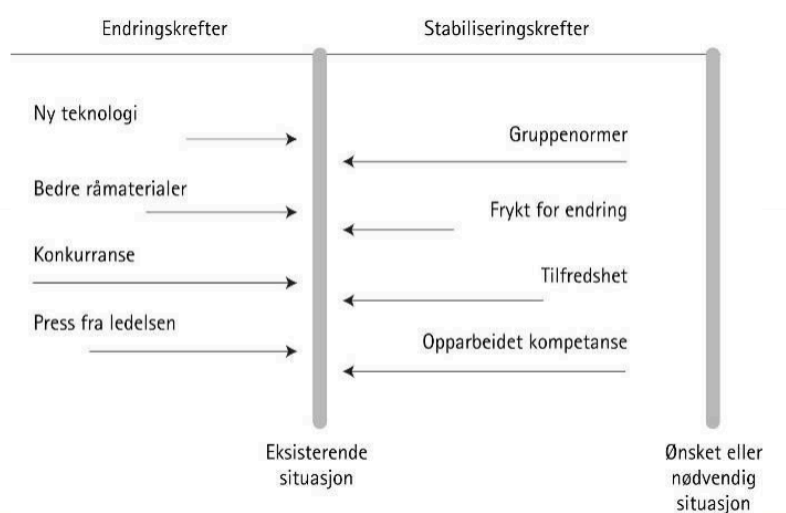 Endringskrefter
Stabiliseringskrefter
Ny teknologi
Gruppenormer
Bedre råmaterialer
Frykt for endring
Konkurranse
Tilfredshet
Press fra ledelsen
Opparbeidet kompetanse
Eksisterende
situasjon
Ønsket eller
nødvendig
situasjon